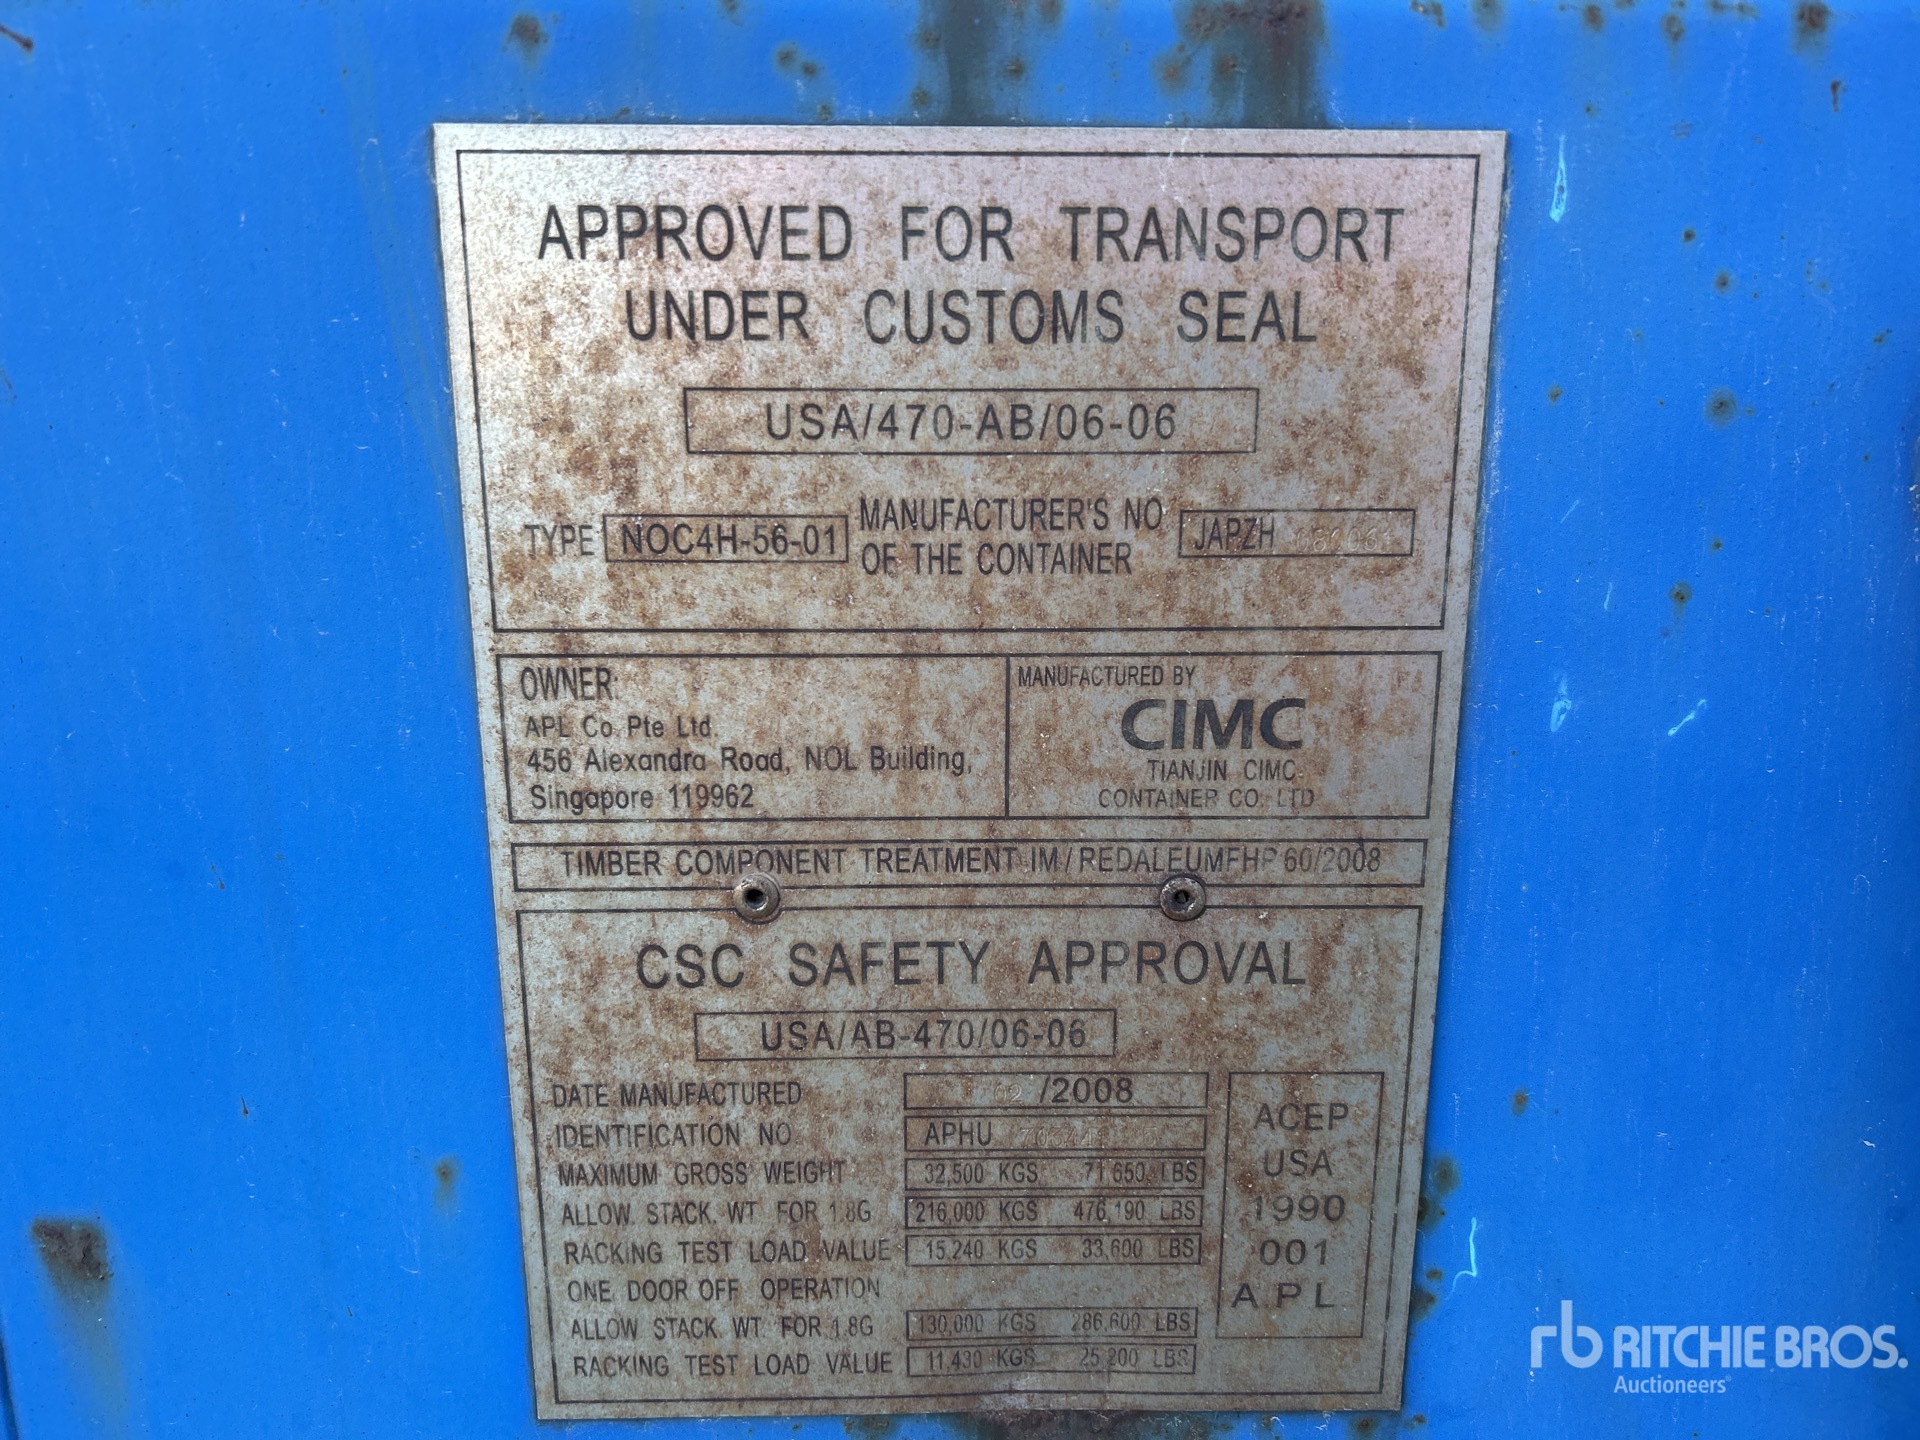 APPROVED FOR TRANSPORT
UNDER CUSTOMS SEAL
USA/470-AB/06-06
TYPE NOC4H-56-01 MANUFACTURER'S NO OF THE CONTAINER JAPZH
OWNER:
APL Co. Pte Ltd.
456 Alexandra Road, NOL Building,
Singapore 119962
MANUFACTURED BY
CIMC
TIANJIN CIMC
CONTAINER CO. LTD
TIMBER COMPONENT TREATMENT IM / 60/2008
CSC SAFETY APPROVAL
USA/AB-470/06-06
DATE MANUFACTURED 02 /2008
IDENTIFICATION NO APHU
MAXIMUM GROSS WEIGHT 32,500 KGS 71,650 LBS
ALLOW. STACK. WT. FOR 1.8G 216,000 KGS 476,190 LBS
RACKING TEST LOAD VALUE 15,240 KGS 33,600 LBS
ONE DOOR OFF OPERATION
ALLOW STACK. WT. FOR 1.8G 130,000 KGS 286,600 LBS
RACKING TEST LOAD VALUE 11,430 KGS 25,200 LBS
ACEP
USA
1990
001
APL
rb RITCHIE BROS.
Auctioneers